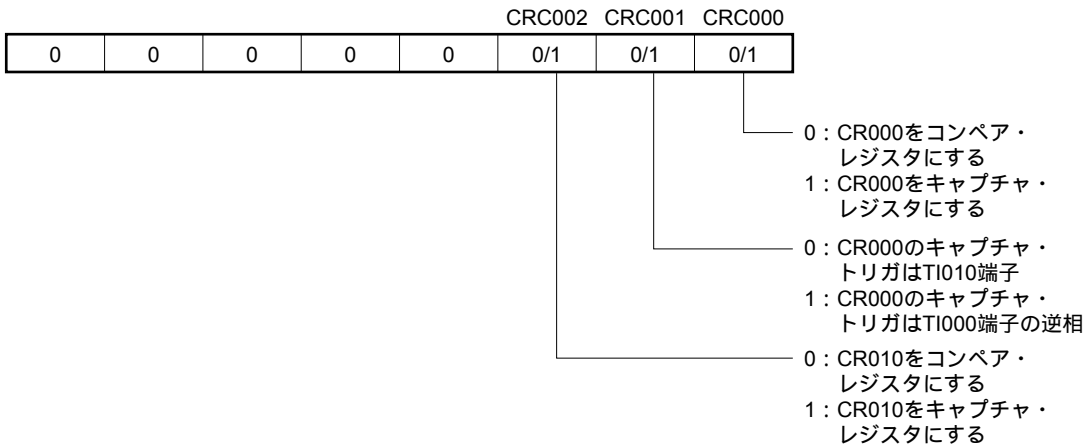 CRC002 CRC001 CRC000
0 0 0 0 0 0/1 0/1 0/1
0：CR000をコンペア・
レジスタにする
1：CR000をキャプチャ・
レジスタにする
0：CR000のキャプチャ・
トリガはTI010端子
1：CR000のキャプチャ・
トリガはTI000端子の逆相
0：CR010をコンペア・
レジスタにする
1：CR010をキャプチャ・
レジスタにする